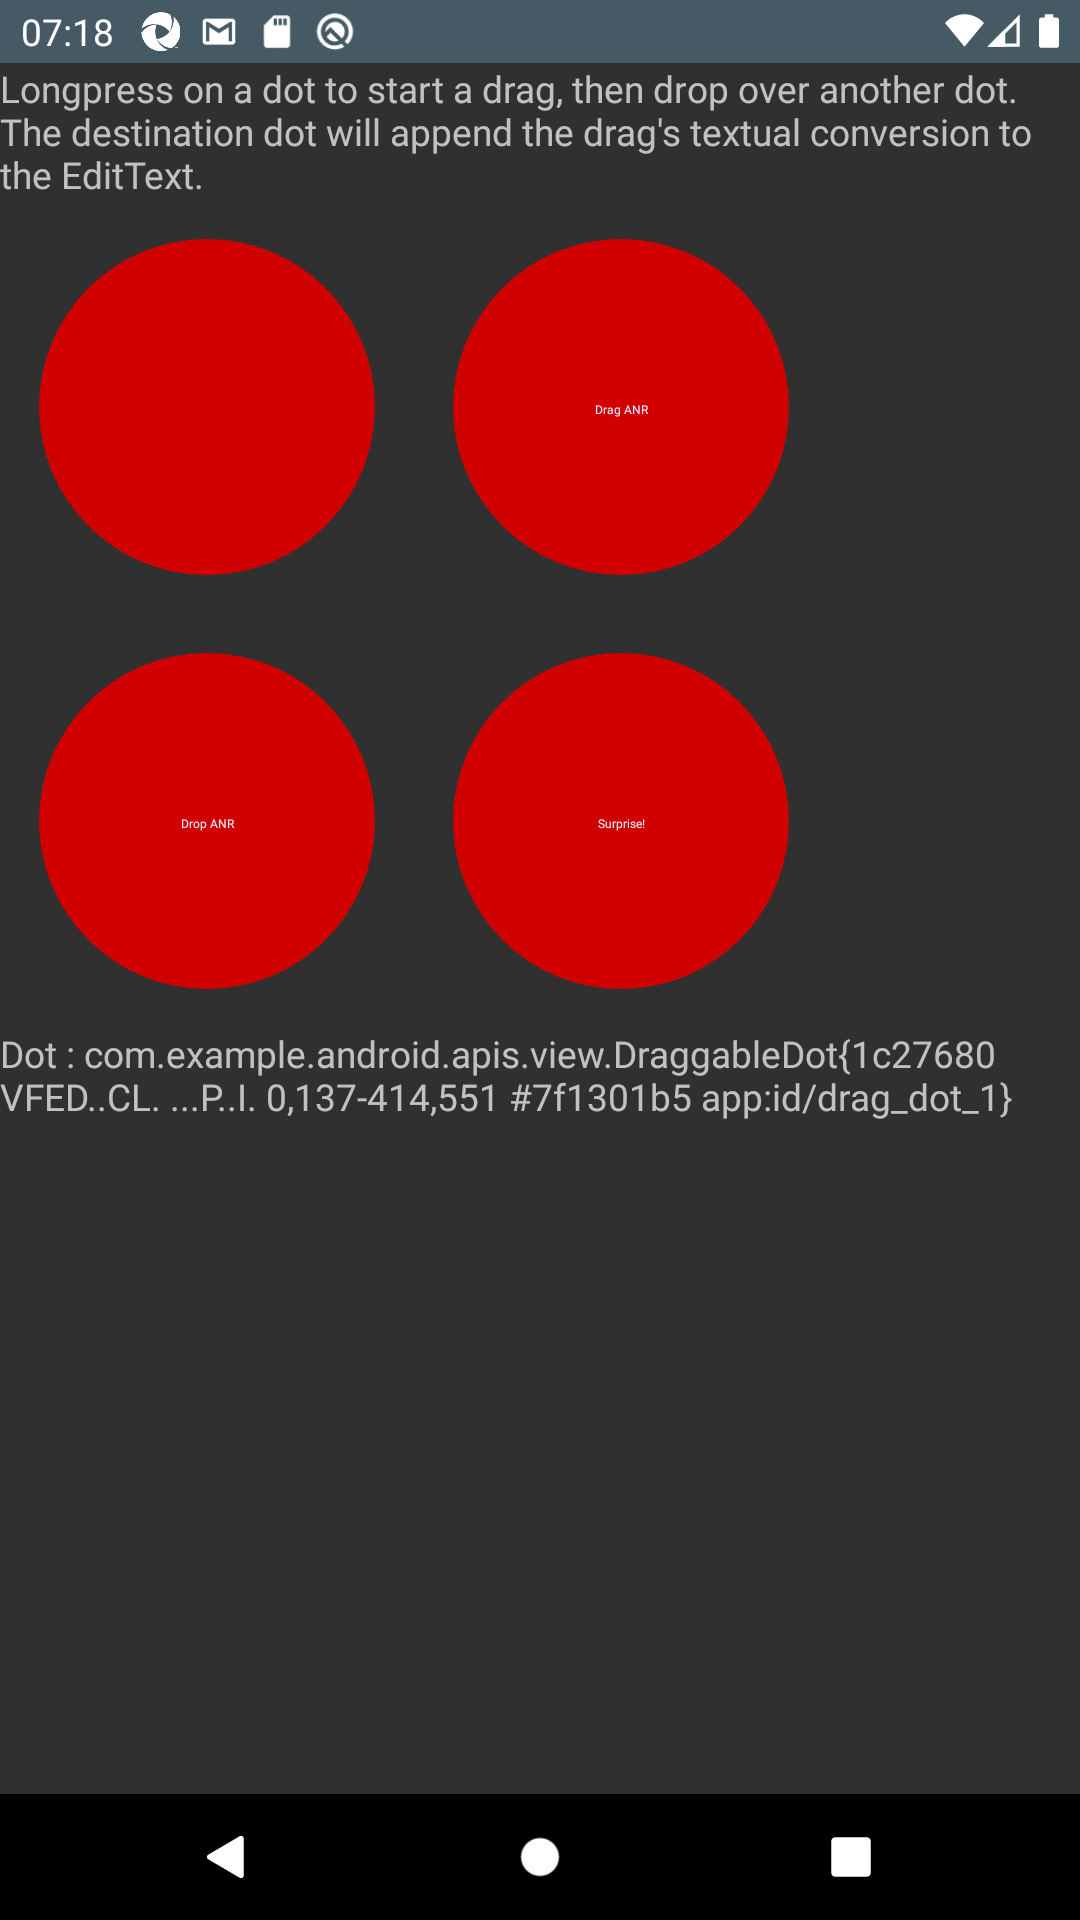 07:18
Longpress on a dot to start a drag, then drop over another dot.
The destination dot will append the drag's textual conversion to
the EditText.
Drag ANR
Drop ANR
Surprise!
Dot : com.example.android.apis.view.DraggableDot{1c27680
VFED..CL. ...P..I. 0,137-414,551 #7f1301b5 app:id/drag_dot_1}